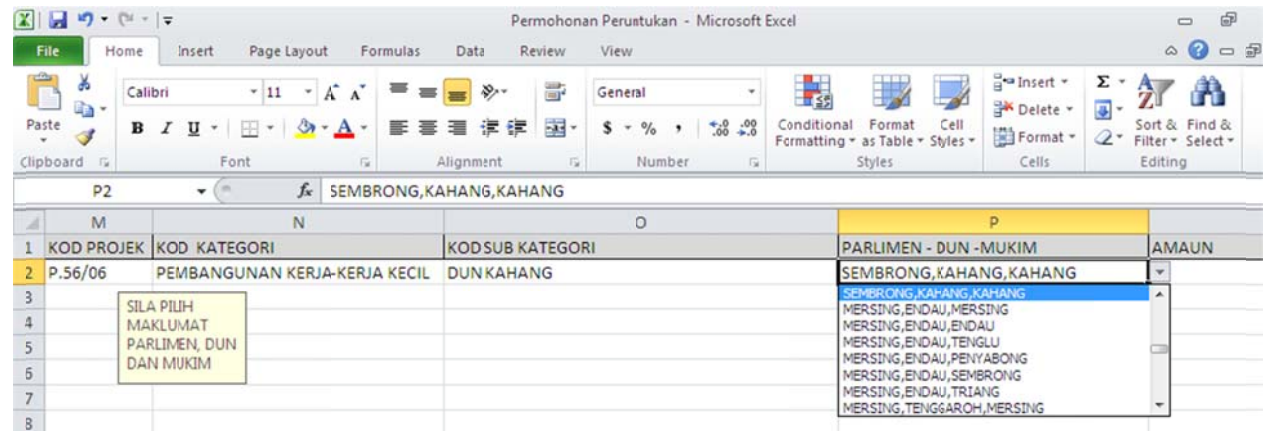 Permohonan Peruntukan - Microsoft Excel
File Home Insert Page Layout Formulas Data Review View
Paste Calibri 11 A A General Conditional Formatting as Table Format Cell Styles Insert Σ Sort & Filter Find & Select
B I U A $ % , .0 .00 .00 .0 Delete
Format
Clipboard Font Alignment Number Styles Cells Editing
P2 fx SEMBRONG,KAHANG,KAHANG
M N O P
1 KOD PROJEK KOD KATEGORI KOD SUB KATEGORI PARLIMEN - DUN -MUKIM AMAUN
2 P.56/06 PEMBANGUNAN KERJA-KERJA KECIL DUN KAHANG SEMBRONG,KAHANG,KAHANG
3
4
5
6
7
8
SILA PILIH
MAKLUMAT
PARLIMEN, DUN
DAN MUKIM
SEMBRONG,KAHANG,KAHANG
MERSING,ENDAU,MERSING
MERSING,ENDAU,ENDAU
MERSING,ENDAU,TENGLU
MERSING,ENDAU,PENYABONG
MERSING,ENDAU,SEMBRONG
MERSING,ENDAU,TRIANG
MERSING,TENGGAROH,MERSING